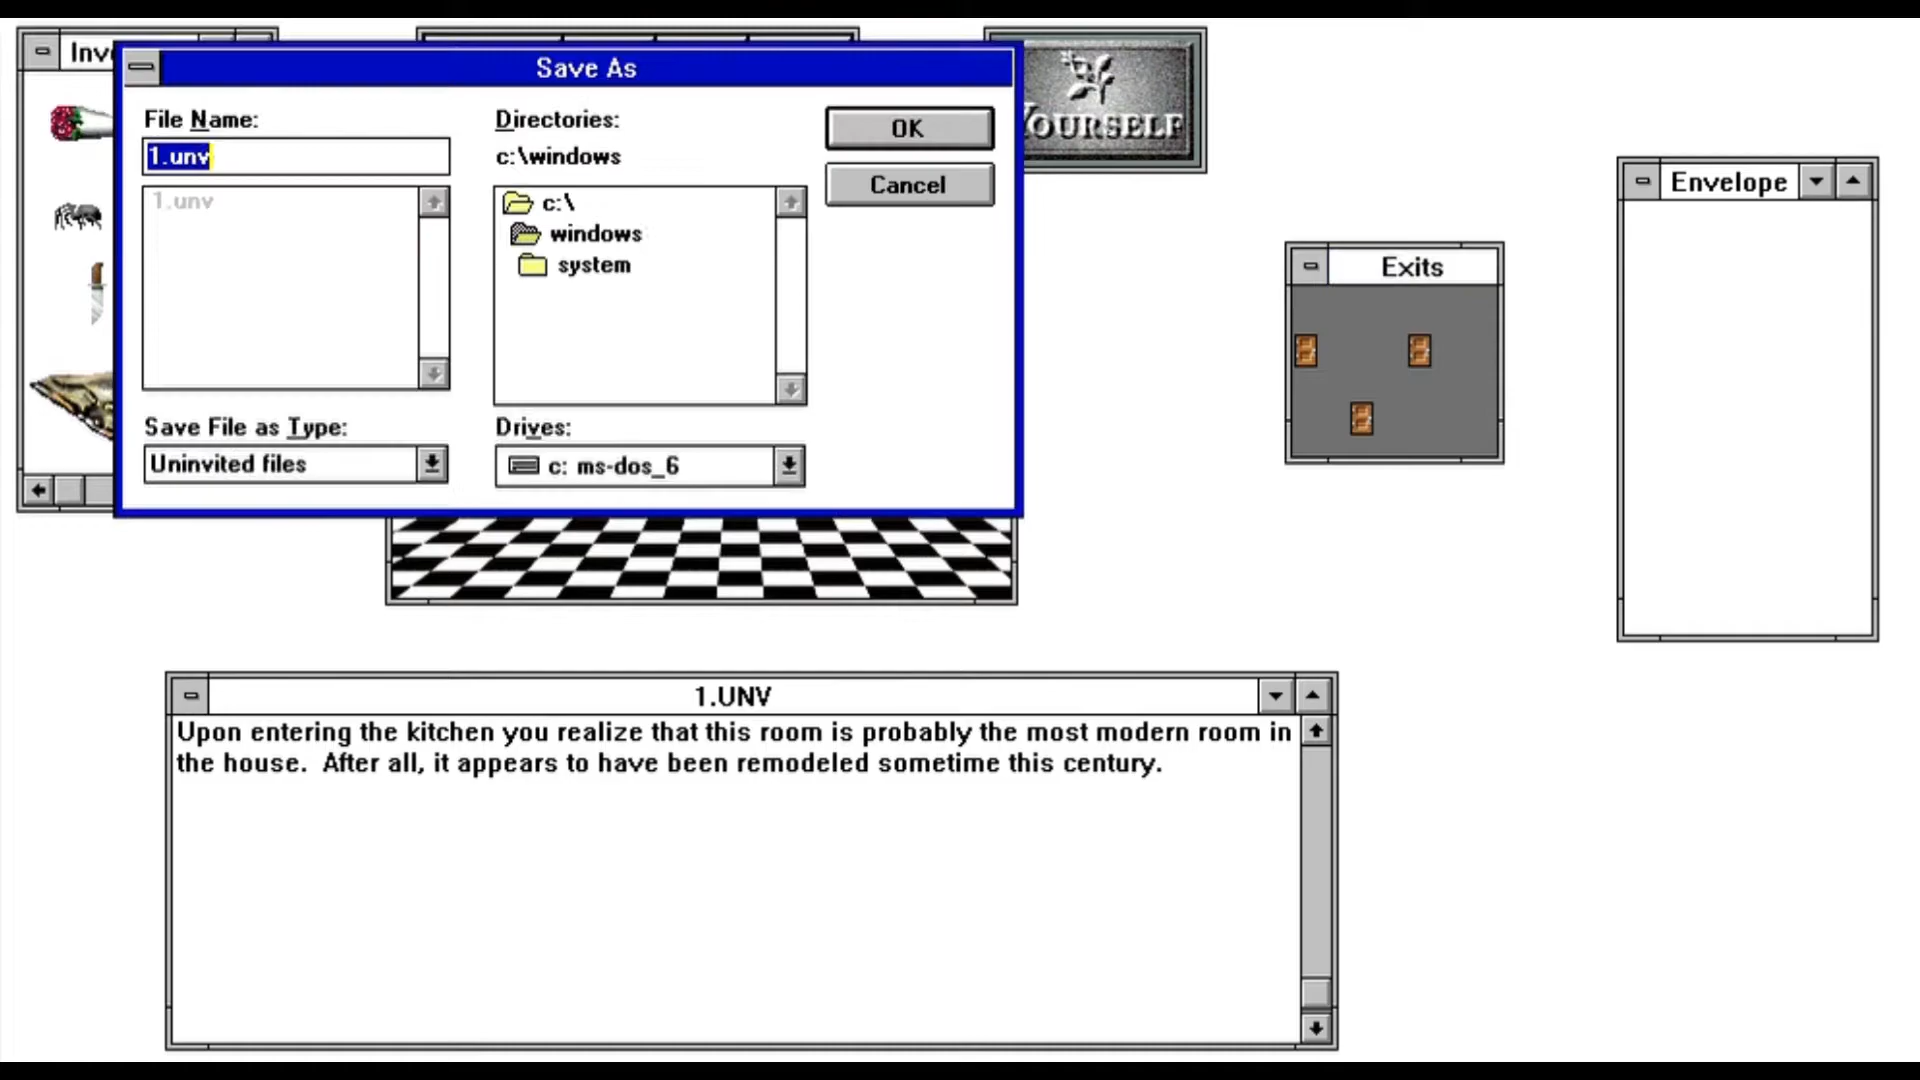 Inv
Save As
File Name:
1.unv
1.unv
Save File as Type:
Uninvited files
Directories:
c:\windows
c:\
windows
system
Drives:
c: ms-dos_6
OK
Cancel
YOURSELF
Exits
Envelope
1.UNV
Upon entering the kitchen you realize that this room is probably the most modern room in
the house.  After all, it appears to have been remodeled sometime this century.